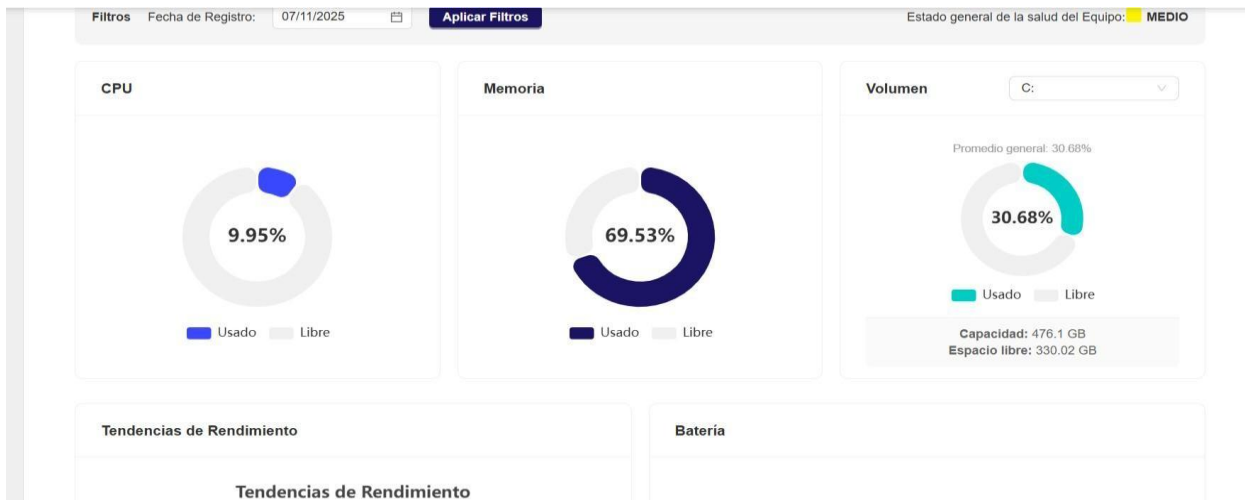 Filtros Fecha de Registro: 07/11/2025 Aplicar Filtros Estado general de la salud del Equipo: MEDIO
CPU
9.95%
Usado Libre
Memoria
69.53%
Usado Libre
Volumen C:
Promedio general: 30.68%
30.68%
Usado Libre
Capacidad: 476.1 GB
Espacio libre: 330.02 GB
Tendencias de Rendimiento
Tendencias de Rendimiento
Batería